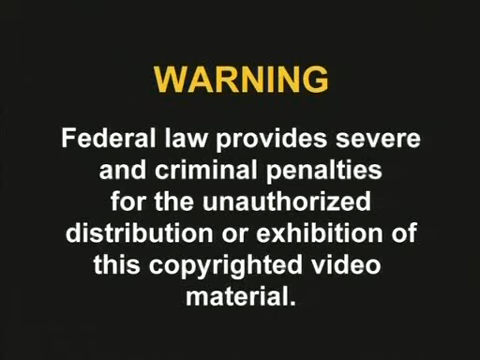 WARNING
Federal law provides severe
and criminal penalties
for the unauthorized
distribution or exhibition of
this copyrighted video
material.